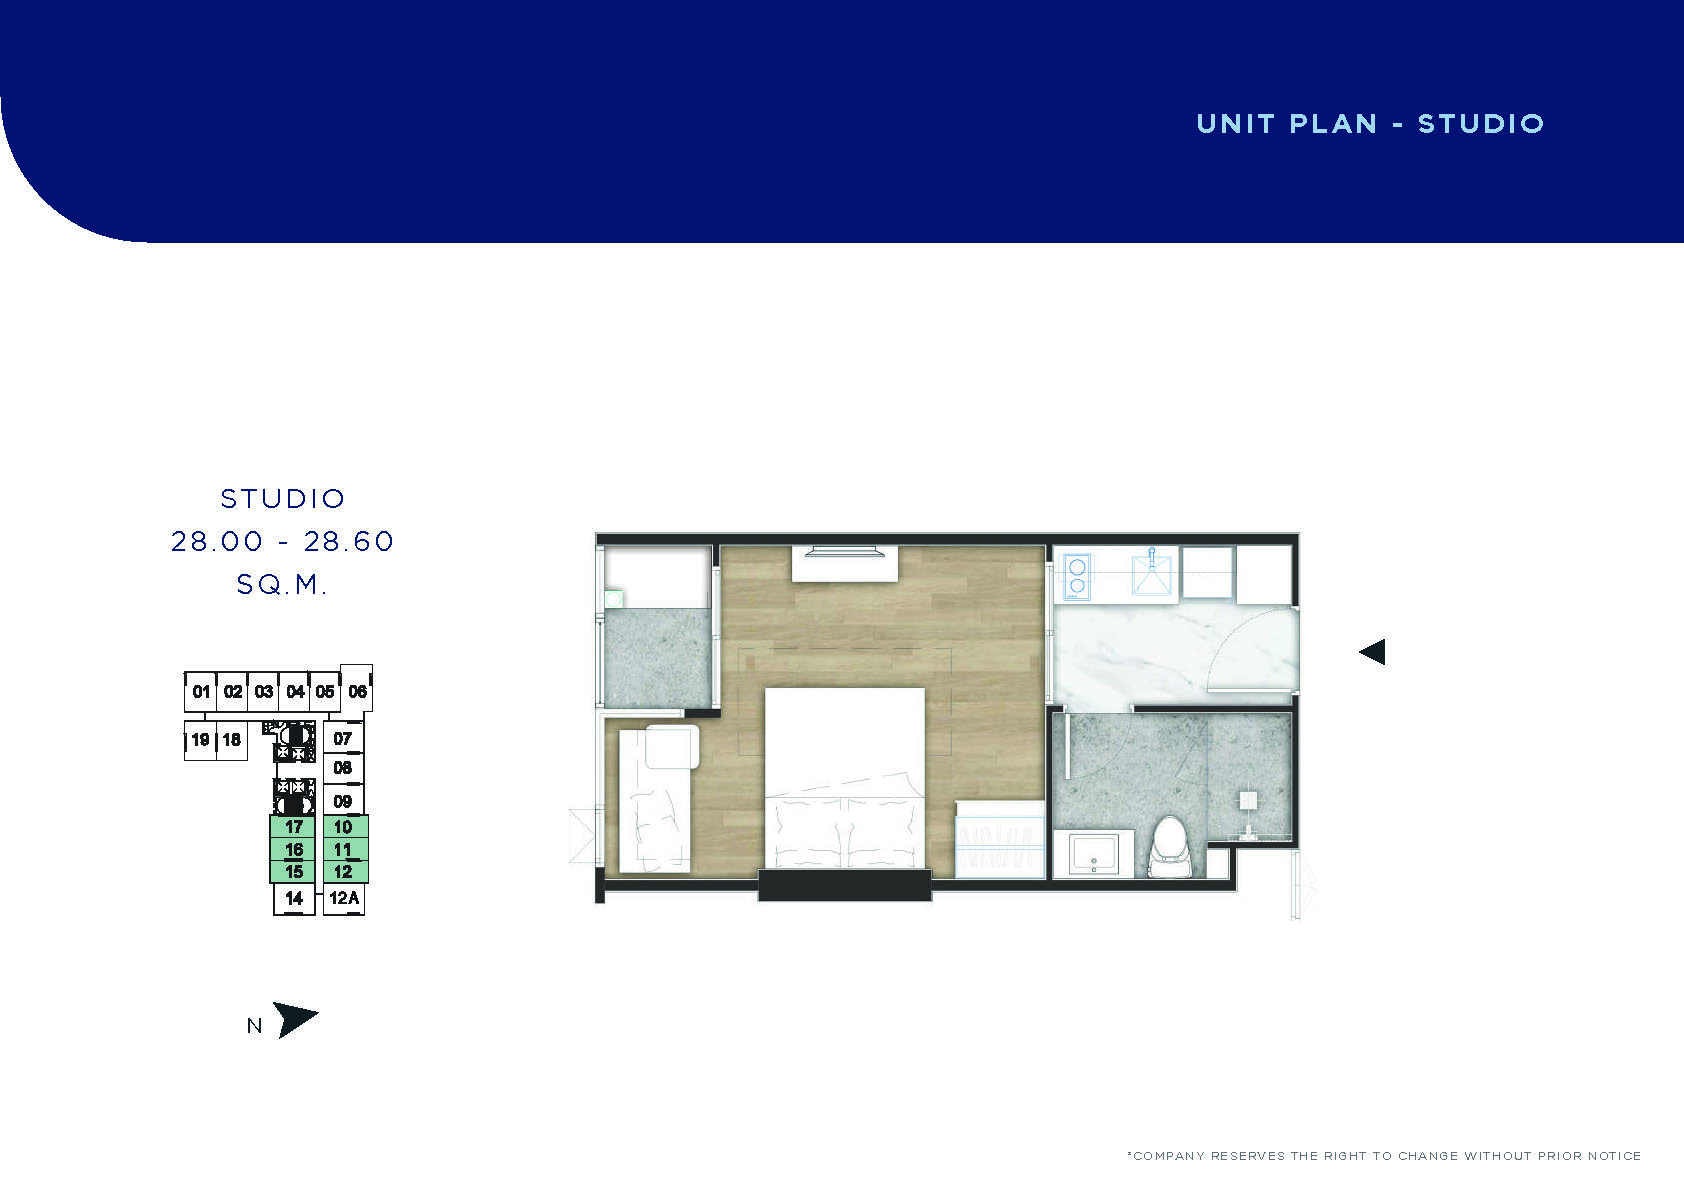 UNIT PLAN - STUDIO
STUDIO
28.00 - 28.60
SQ.M.
01 02 03 04 05 06
19 18
07
08
09
17 10
16 11
15 12
14 12A
N
*COMPANY RESERVES THE RIGHT TO CHANGE WITHOUT PRIOR NOTICE